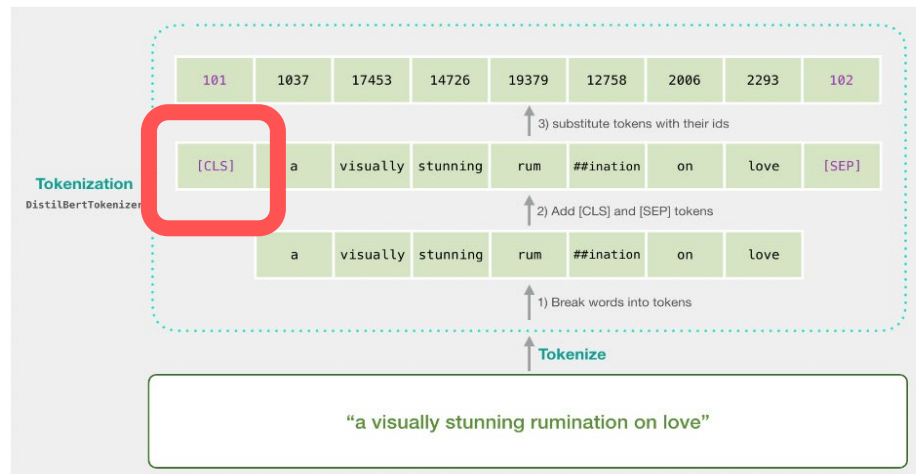 101 1037 17453 14726 19379 12758 2006 2293 102
3) substitute tokens with their ids
[CLS] a visually stunning rum ##ination on love [SEP]
Tokenization
DistilBertTokenizer
2) Add [CLS] and [SEP] tokens
a visually stunning rum ##ination on love
1) Break words into tokens
Tokenize
“a visually stunning rumination on love”